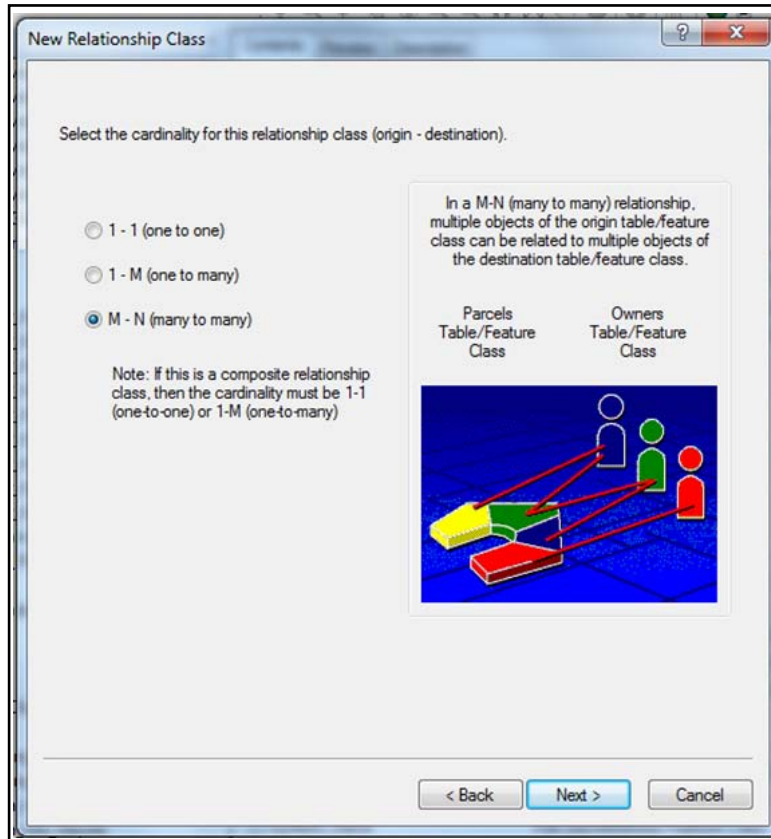 New Relationship Class
?
X
Select the cardinality for this relationship class (origin - destination).
1 - 1 (one to one)
1 - M (one to many)
M - N (many to many)
Note: If this is a composite relationship
class, then the cardinality must be 1-1
(one-to-one) or 1-M (one-to-many)
In a M-N (many to many) relationship,
multiple objects of the origin table/feature
class can be related to multiple objects of
the destination table/feature class.
Parcels
Table/Feature
Class
Owners
Table/Feature
Class
< Back
Next >
Cancel